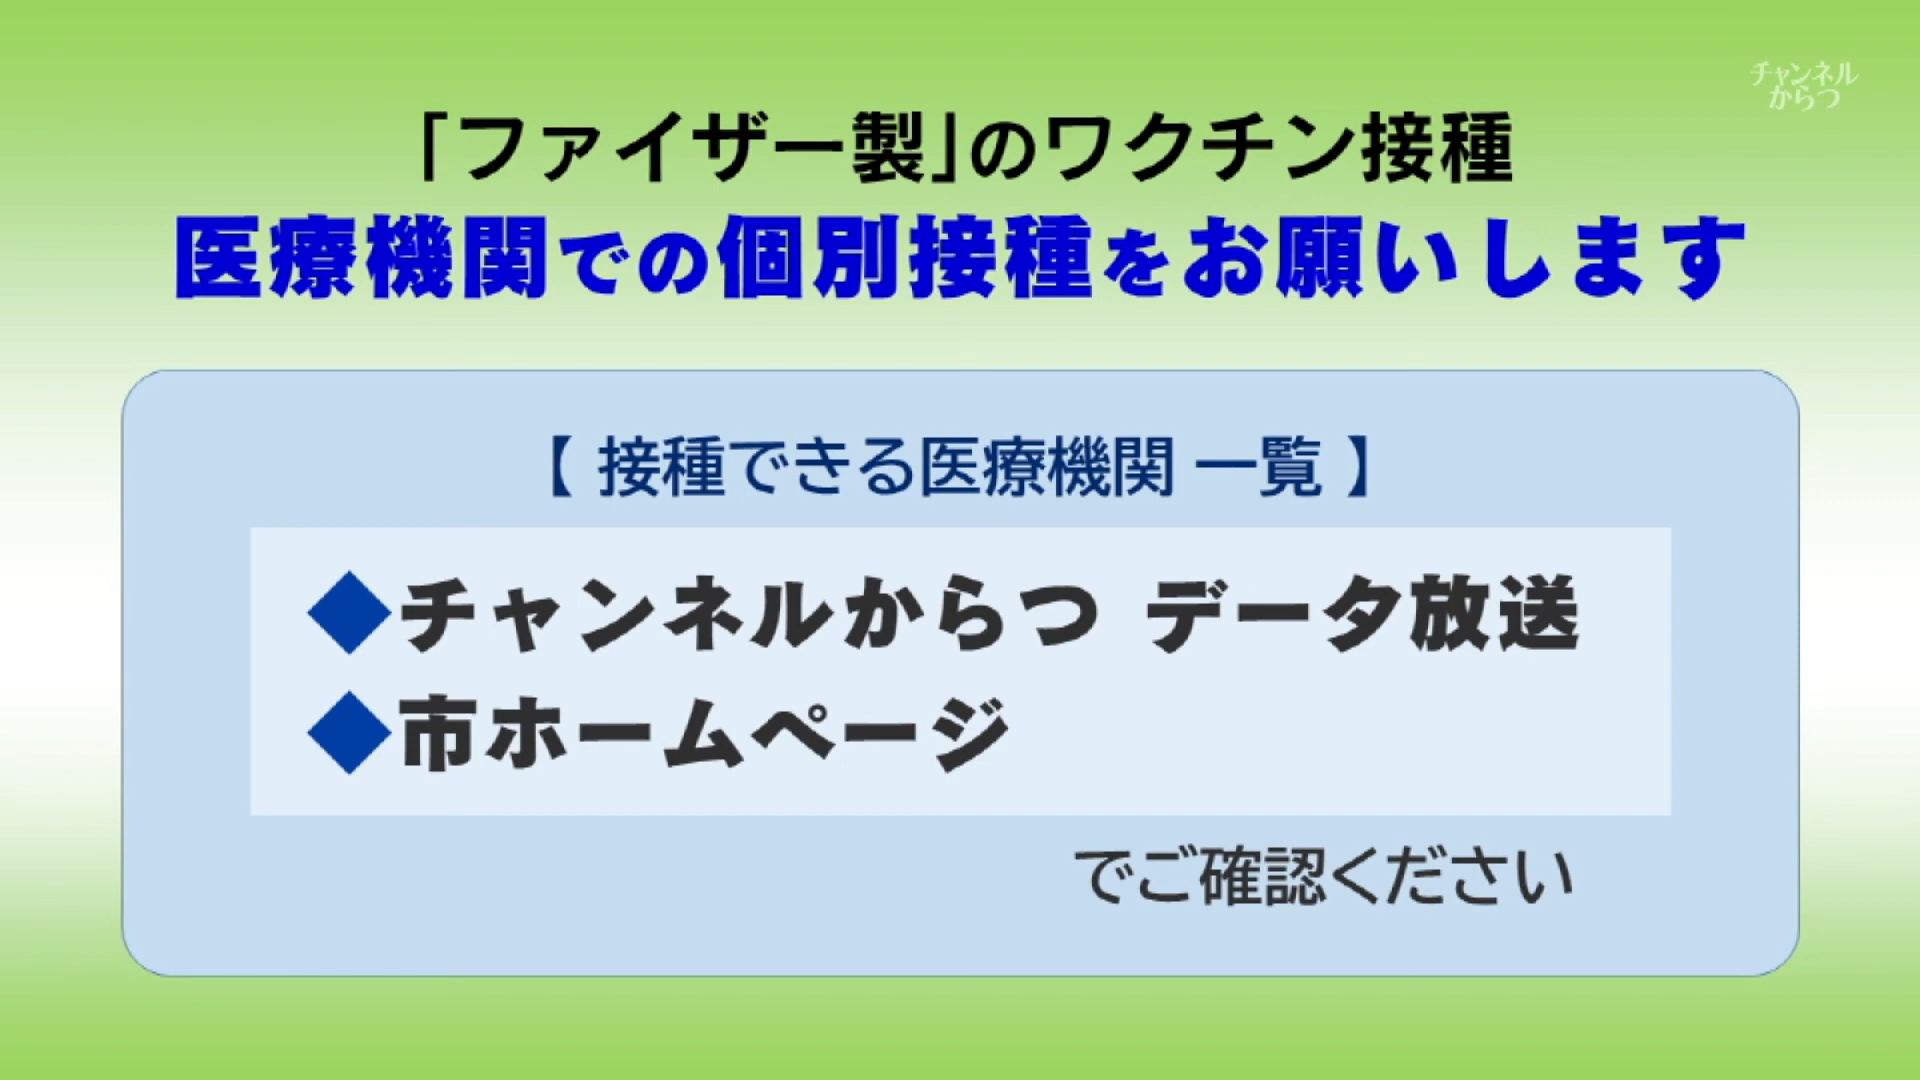 チャンネル
からつ
「ファイザー製」のワクチン接種
医療機関での個別接種をお願いします
【 接種できる医療機関 一覧 】
◆チャンネルからつ データ放送
◆市ホームページ
でご確認ください